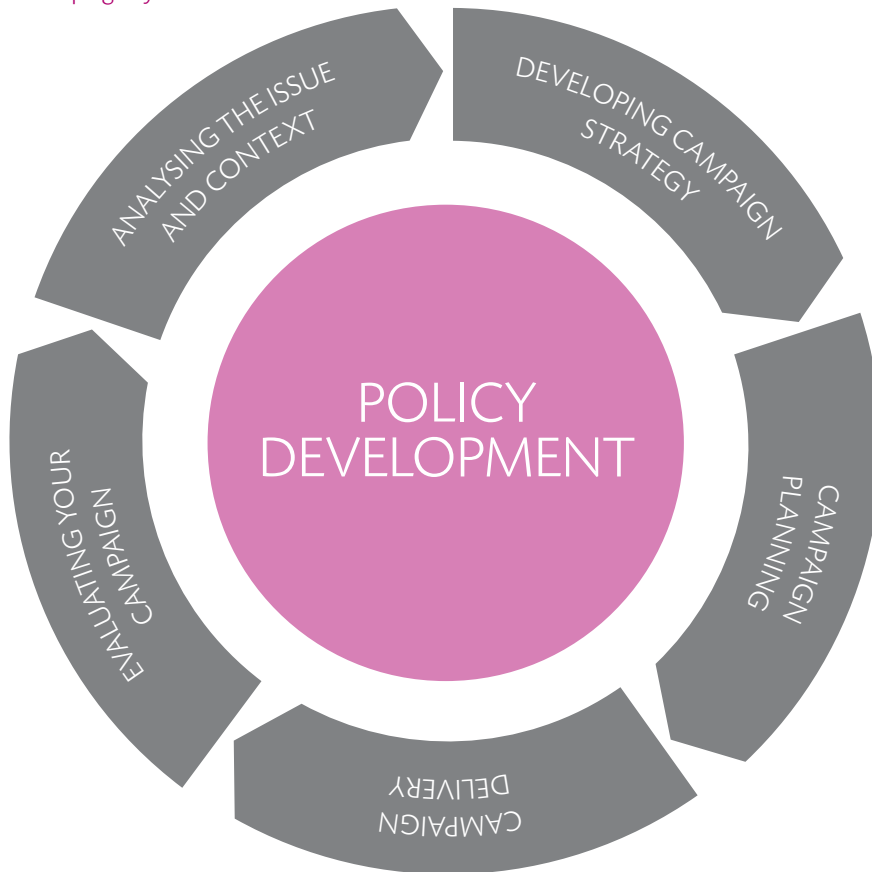 ANALYSING THE ISSUE
AND CONTEXT
DEVELOPING CAMPAIGN
STRATEGY
CAMPAIGN
PLANNING
CAMPAIGN
DELIVERY
EVALUATING YOUR
CAMPAIGN
POLICY
DEVELOPMENT